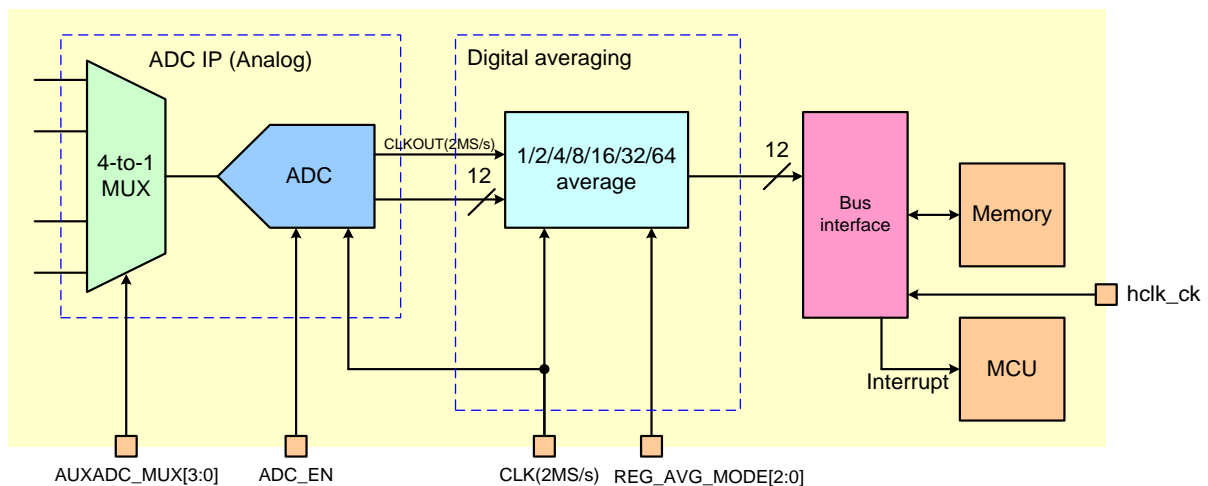 ADC IP (Analog)
Digital averaging
4-to-1
MUX
ADC
CLKOUT(2MS/s)
12
1/2/4/8/16/32/64
average
12
Bus
interface
Memory
hclk_ck
Interrupt
MCU
AUXADC_MUX[3:0]
ADC_EN
CLK(2MS/s)
REG_AVG_MODE[2:0]